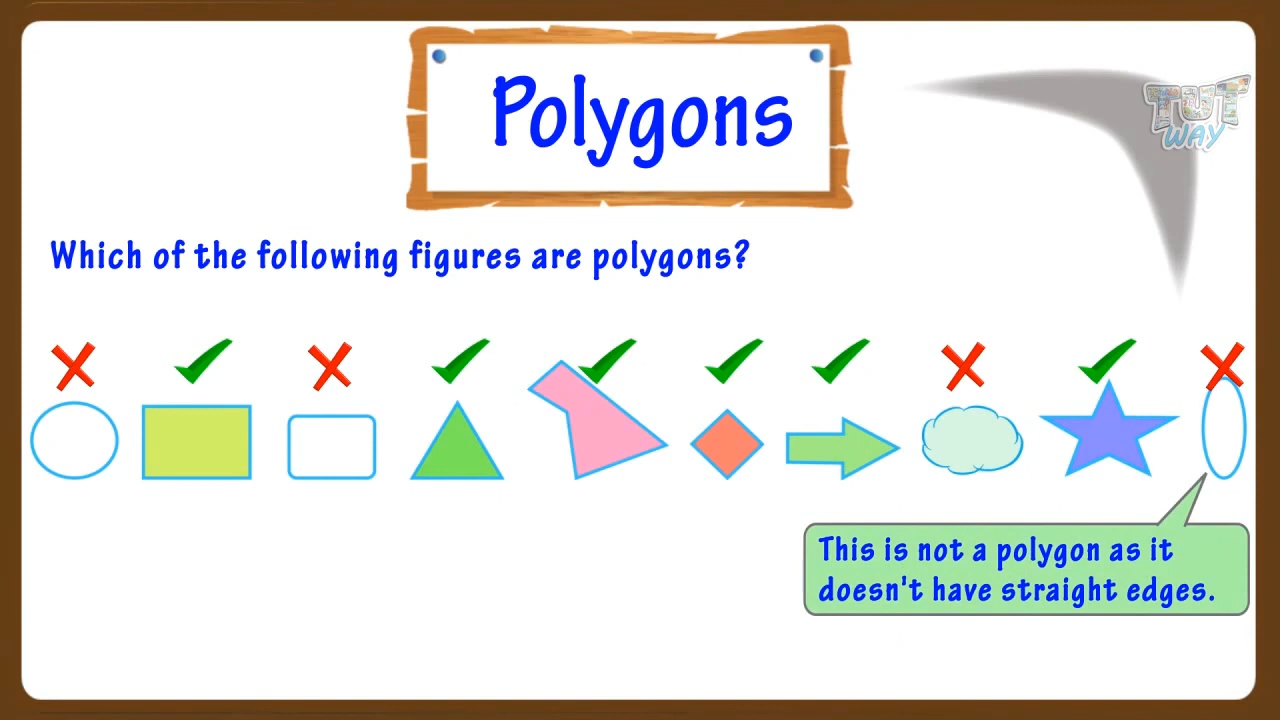 Polygons
TUT
WAY
Which of the following figures are polygons?
This is not a polygon as it
doesn't have straight edges.